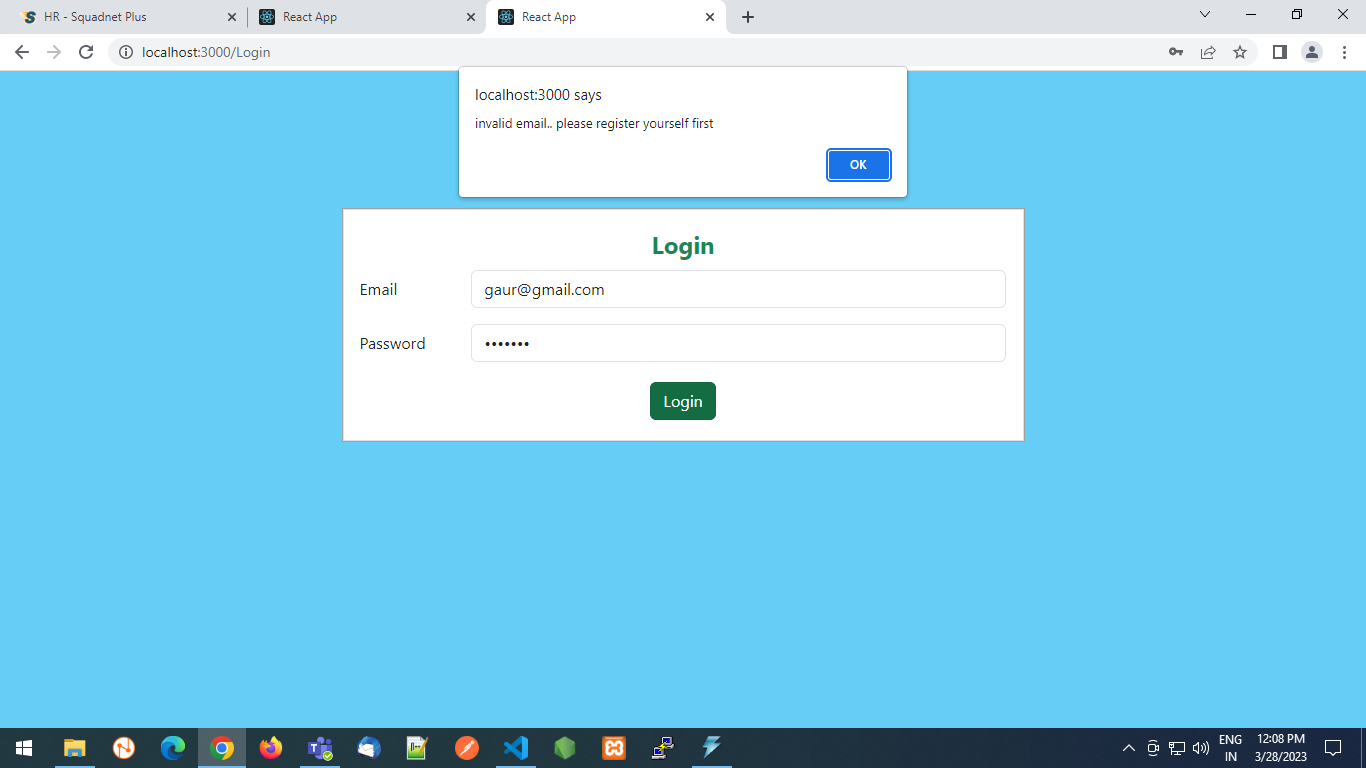 HR - Squadnet Plus
React App
React App
localhost:3000/Login
localhost:3000 says
invalid email.. please register yourself first
OK
Login
Email
gaur@gmail.com
Password
•••••••
Login
ENG
IN
12:08 PM
3/28/2023